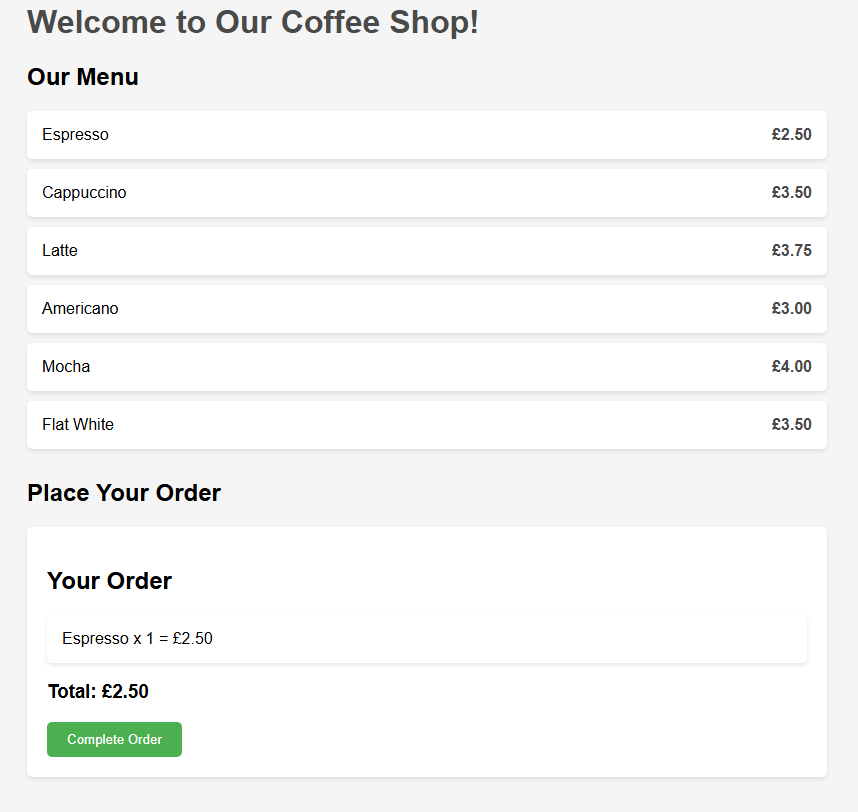 Welcome to Our Coffee Shop!
Our Menu
Espresso £2.50
Cappuccino £3.50
Latte £3.75
Americano £3.00
Mocha £4.00
Flat White £3.50
Place Your Order
Your Order
Espresso x 1 = £2.50
Total: £2.50
Complete Order